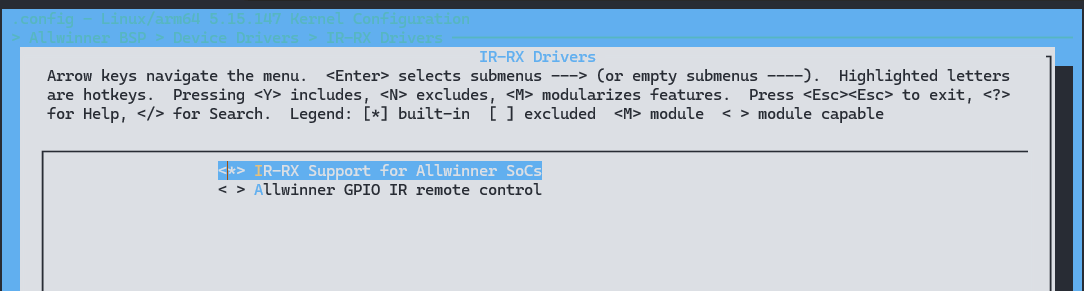 config - Linux/arm64 5.15.147 Kernel Configuration
> Allwinner BSP > Device Drivers > IR-RX Drivers
IR-RX Drivers
Arrow keys navigate the menu.  <Enter> selects submenus ---> (or empty submenus ----).  Highlighted letters
are hotkeys.  Pressing <Y> includes, <N> excludes, <M> modularizes features.  Press <Esc><Esc> to exit, <?>
for Help, </> for Search.  Legend: [*] built-in  [ ] excluded  <M> module  < > module capable
<*> IR-RX Support for Allwinner SoCs
< > Allwinner GPIO IR remote control